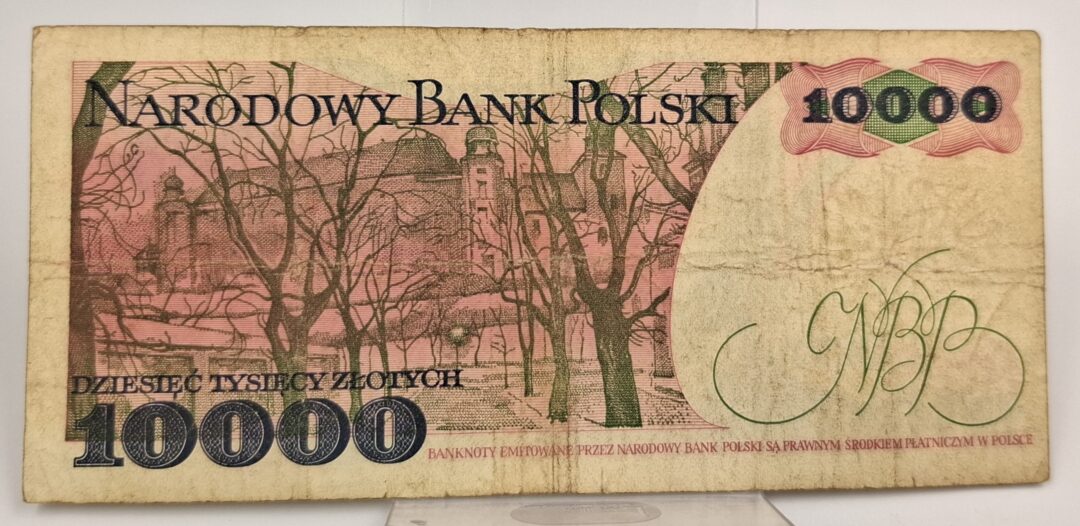 NARODOWY BANK POLSKI
10000
NBP
DZIESIĘĆ TYSIĘCY ZŁOTYCH
10000
BANKNOTY EMITOWANE PRZEZ NARODOWY BANK POLSKI SĄ PRAWNYM ŚRODKIEM PŁATNICZYM W POLSCE